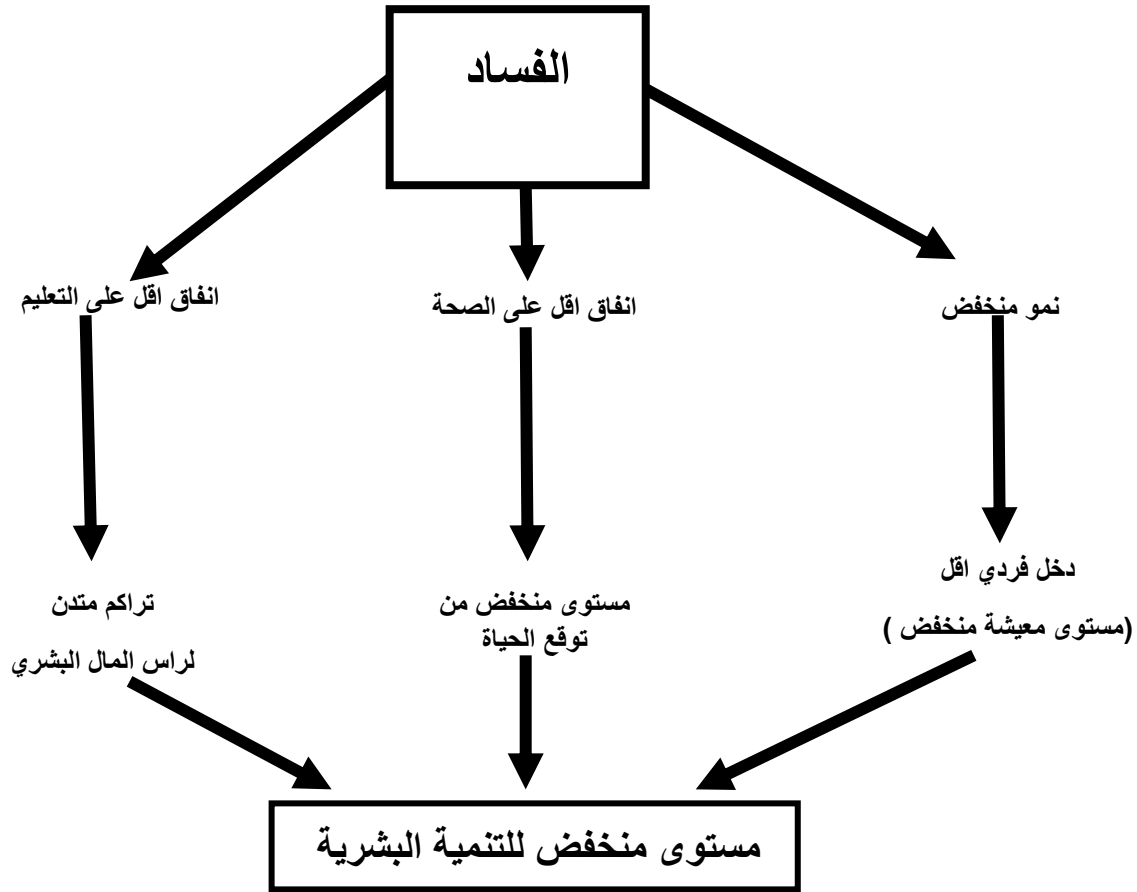 الفساد
نمو منخفض
انفاق اقل على الصحة
انفاق اقل على التعليم
دخل فردي اقل
(مستوى معيشة منخفض )
مستوى منخفض من
توقع الحياة
تراكم متدن
لراس المال البشري
مستوى منخفض للتنمية البشرية